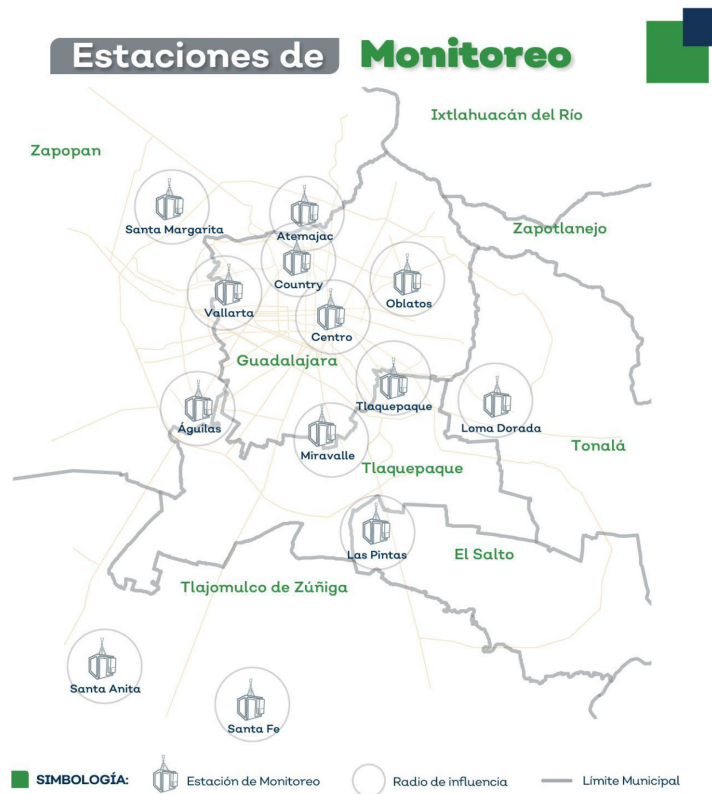 Estaciones de Monitoreo
Ixtlahuacán del Río
Zapopan
Santa Margarita
Atemajac
Zapotlanejo
Country
Oblatos
Vallarta
Centro
Guadalajara
Tlaquepaque
Águilas
Loma Dorada
Miravalle
Tonalá
Tlaquepaque
Las Pintas
El Salto
Tlajomulco de Zúñiga
Santa Anita
Santa Fe
SIMBOLOGÍA: Estación de Monitoreo Radio de influencia Límite Municipal